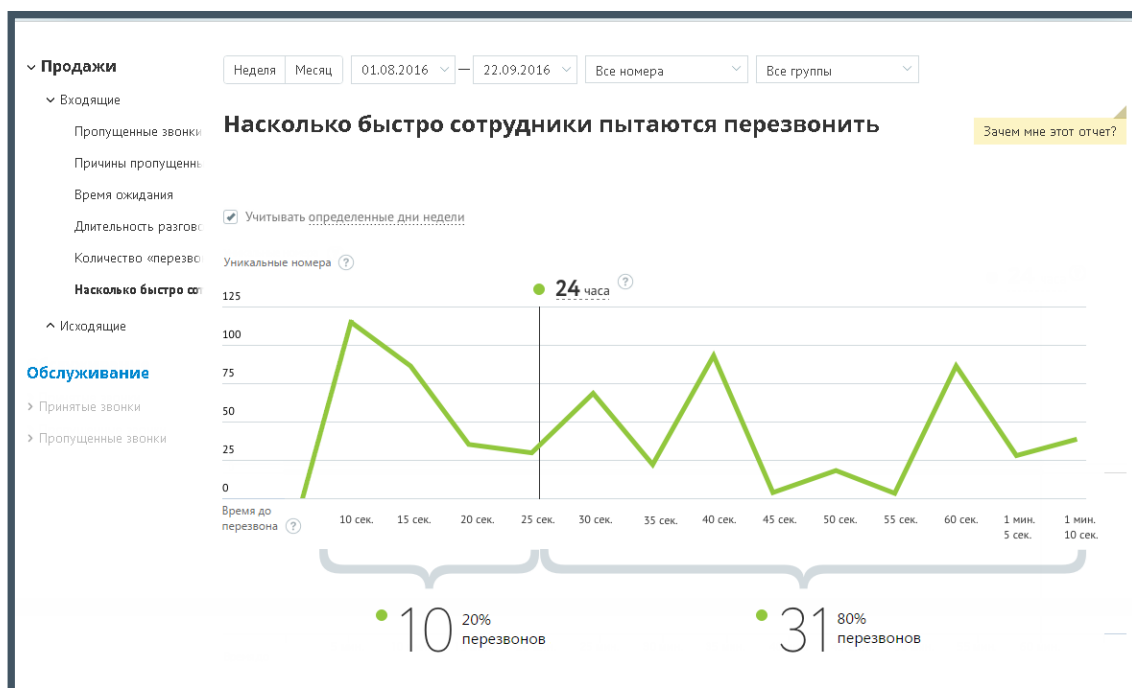 Продажи
Входящие
Пропущенные звонки
Причины пропущенн
Время ожидания
Длительность разгово
Количество «перезво
Насколько быстро сот
Исходящие
Обслуживание
Принятые звонки
Пропущенные звонки
Неделя Месяц 01.08.2016 — 22.09.2016 Все номера Все группы
Насколько быстро сотрудники пытаются перезвонить
Зачем мне этот отчет?
Учитывать определенные дни недели
Уникальные номера ?
24 часа ?
125
100
75
50
25
0
Время до
перезвона ?
10 сек. 15 сек. 20 сек. 25 сек. 30 сек. 35 сек. 40 сек. 45 сек. 50 сек. 55 сек. 60 сек. 1 мин. 1 мин.
5 сек. 10 сек.
10 20%
перезвонов
31 80%
перезвонов